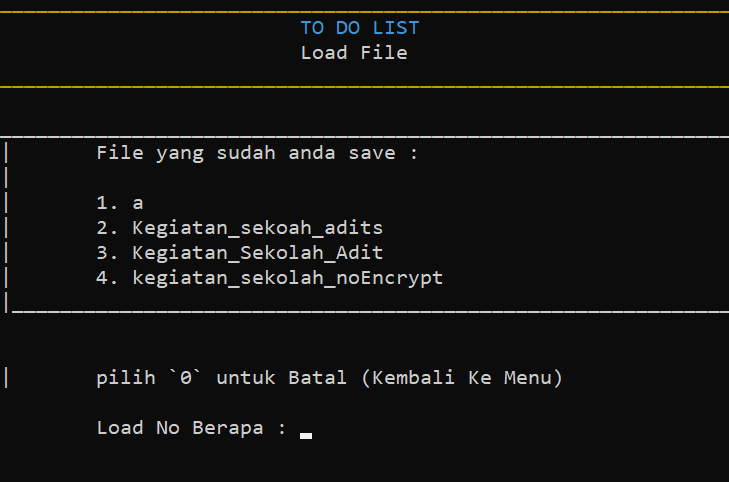 TO DO LIST
Load File
File yang sudah anda save :
1. a
2. Kegiatan_sekoah_adits
3. Kegiatan_Sekolah_Adit
4. kegiatan_sekolah_noEncrypt
pilih `0` untuk Batal (Kembali Ke Menu)
Load No Berapa :